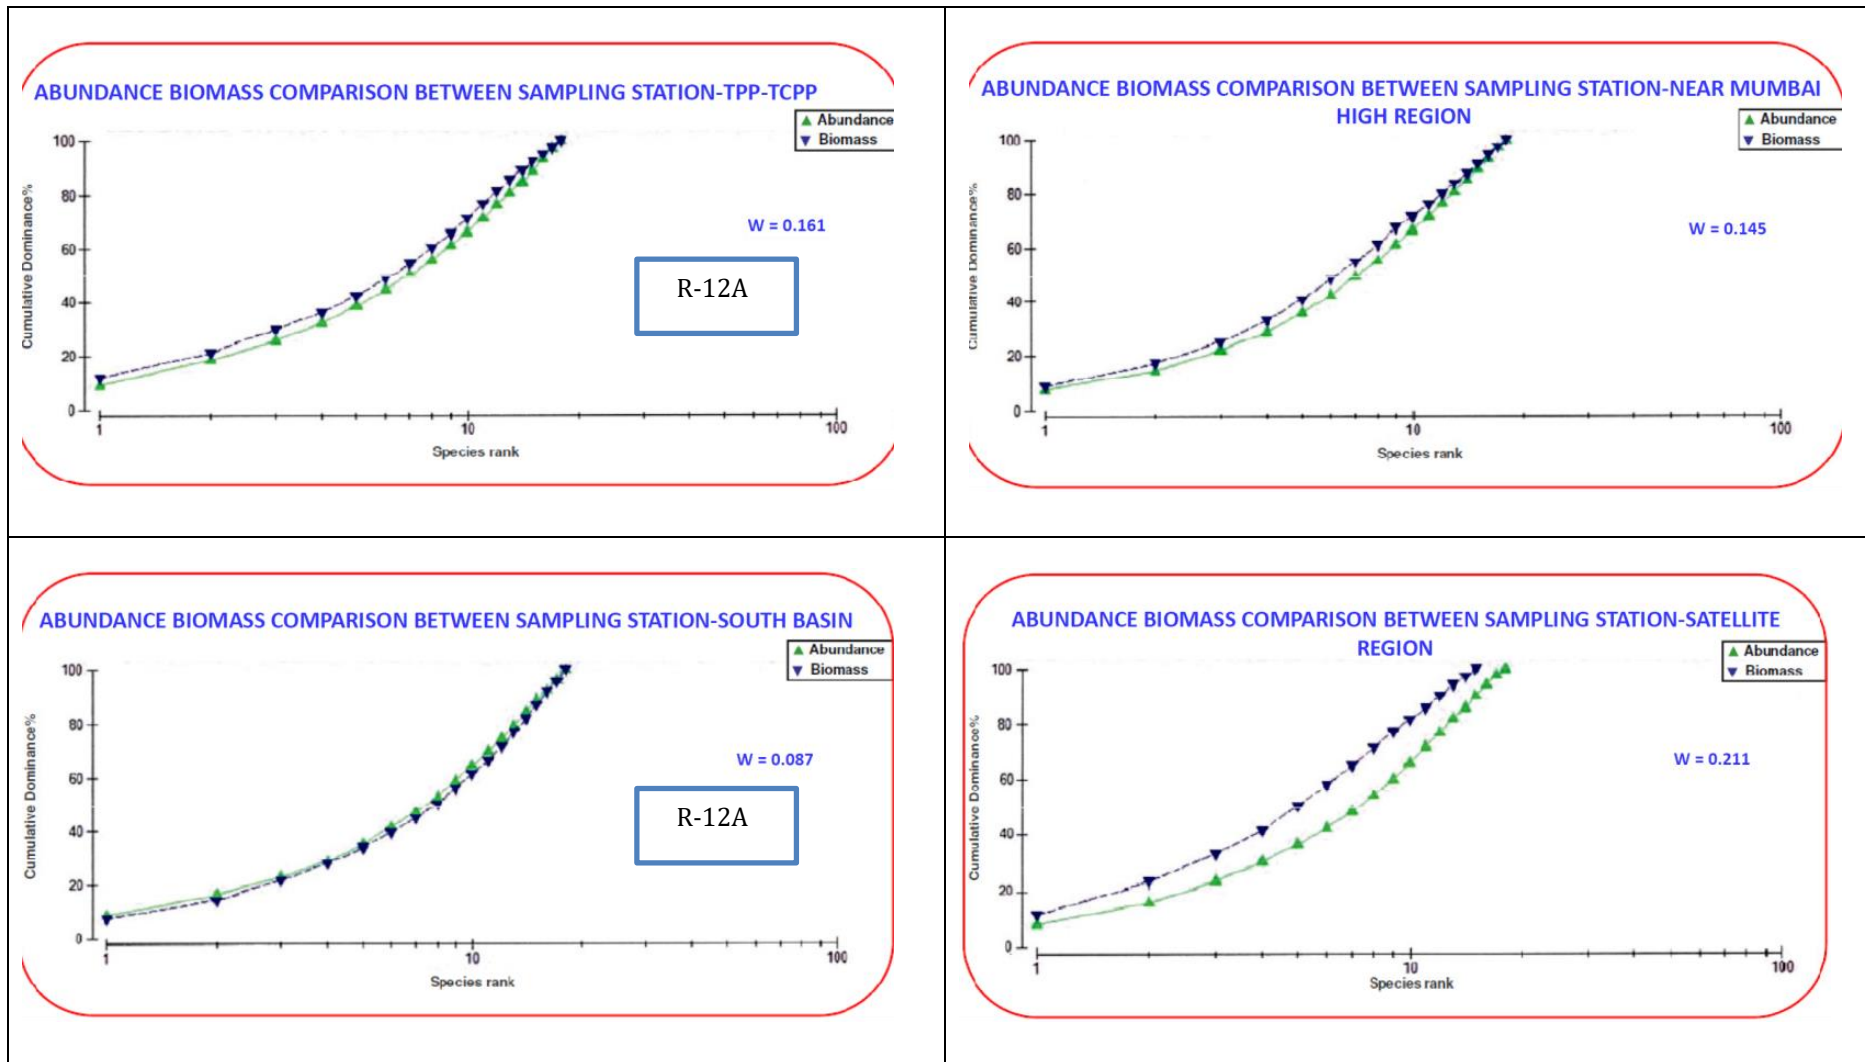 ABUNDANCE BIOMASS COMPARISON BETWEEN SAMPLING STATION-TPP-TCPP
Abundance
Biomass
100
80
60
40
20
0
Cumulative Dominance%
W = 0.161
R-12A
1
10
100
Species rank
ABUNDANCE BIOMASS COMPARISON BETWEEN SAMPLING STATION-NEAR MUMBAI
HIGH REGION
Abundance
Biomass
100
80
60
40
20
0
Cumulative Dominance%
W = 0.145
1
10
100
Species rank
ABUNDANCE BIOMASS COMPARISON BETWEEN SAMPLING STATION-SOUTH BASIN
Abundance
Biomass
100
80
60
40
20
0
Cumulative Dominance%
W = 0.087
R-12A
1
10
100
Species rank
ABUNDANCE BIOMASS COMPARISON BETWEEN SAMPLING STATION-SATELLITE
REGION
Abundance
Biomass
100
80
60
40
20
0
Cumulative Dominance%
W = 0.211
1
10
100
Species rank